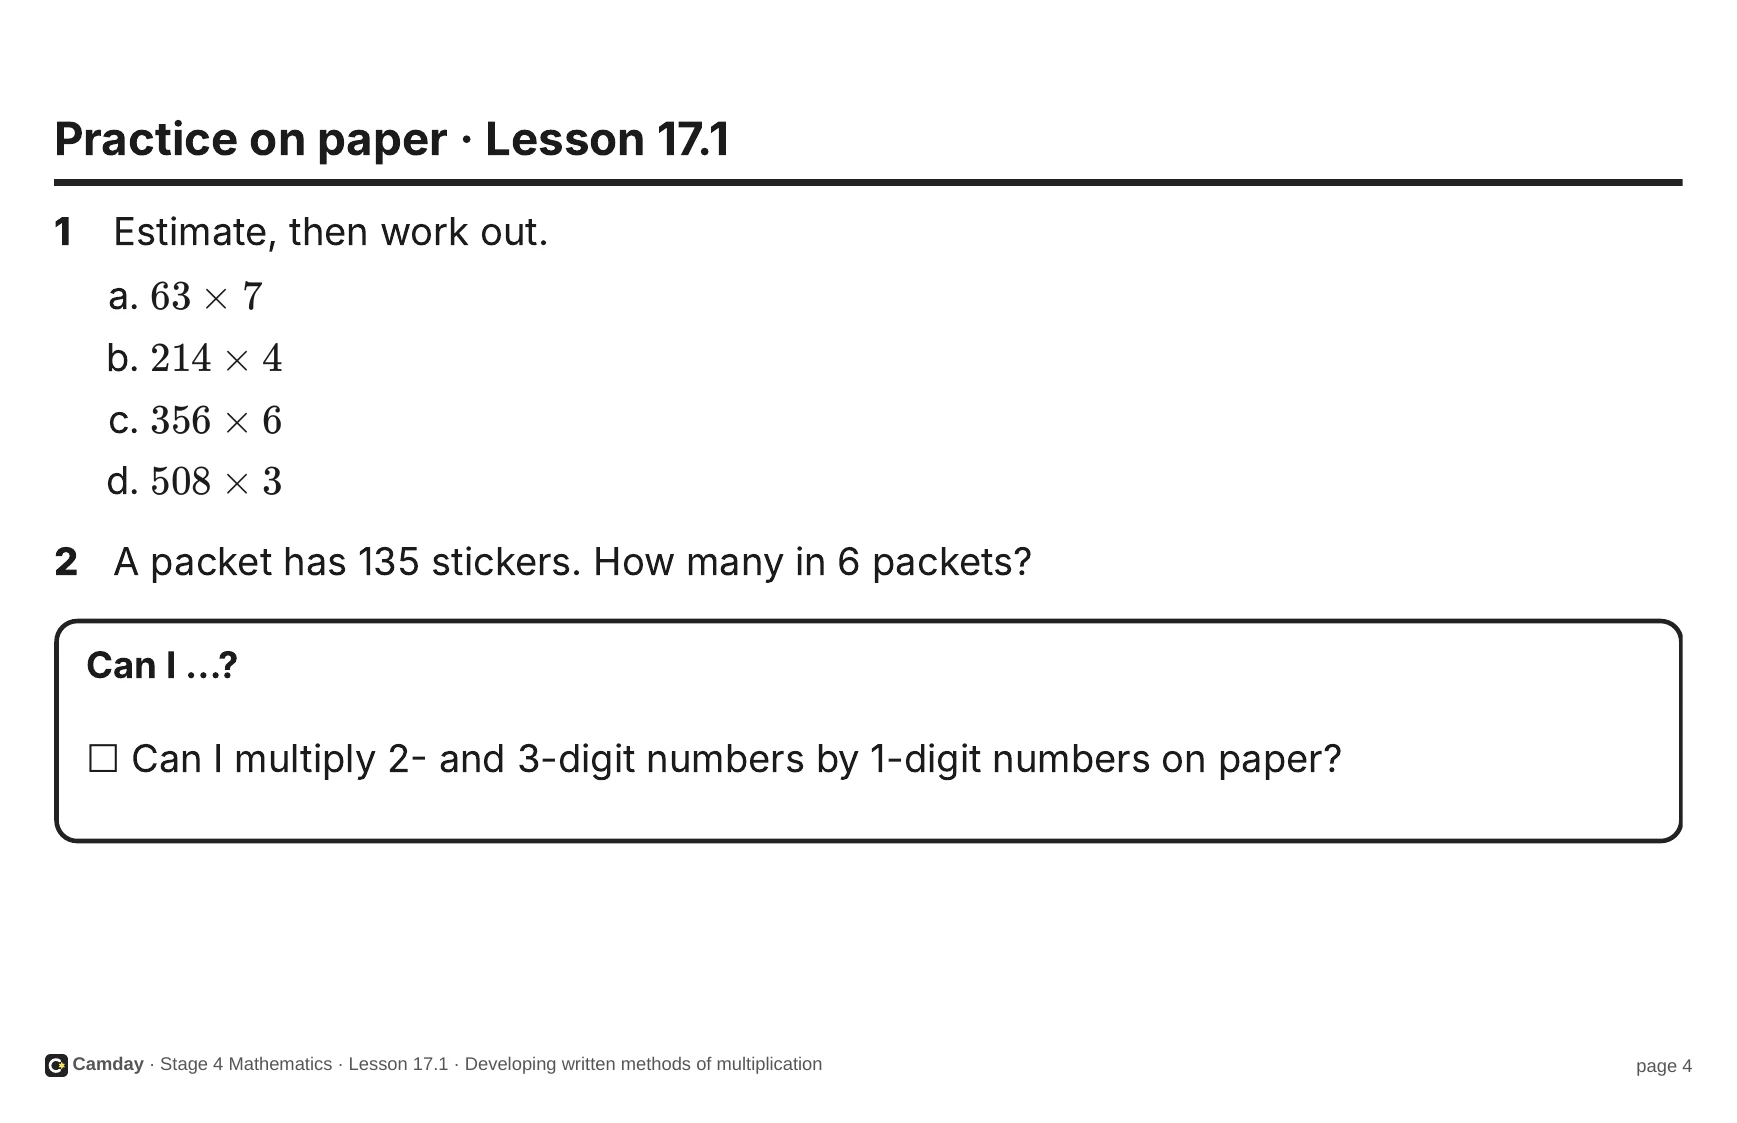 Practice on paper · Lesson 17.1
1 Estimate, then work out.
a. 63 × 7
b. 214 × 4
c. 356 × 6
d. 508 × 3
2 A packet has 135 stickers. How many in 6 packets?
Can I …?
☐ Can I multiply 2- and 3-digit numbers by 1-digit numbers on paper?
Camday · Stage 4 Mathematics · Lesson 17.1 · Developing written methods of multiplication
page 4